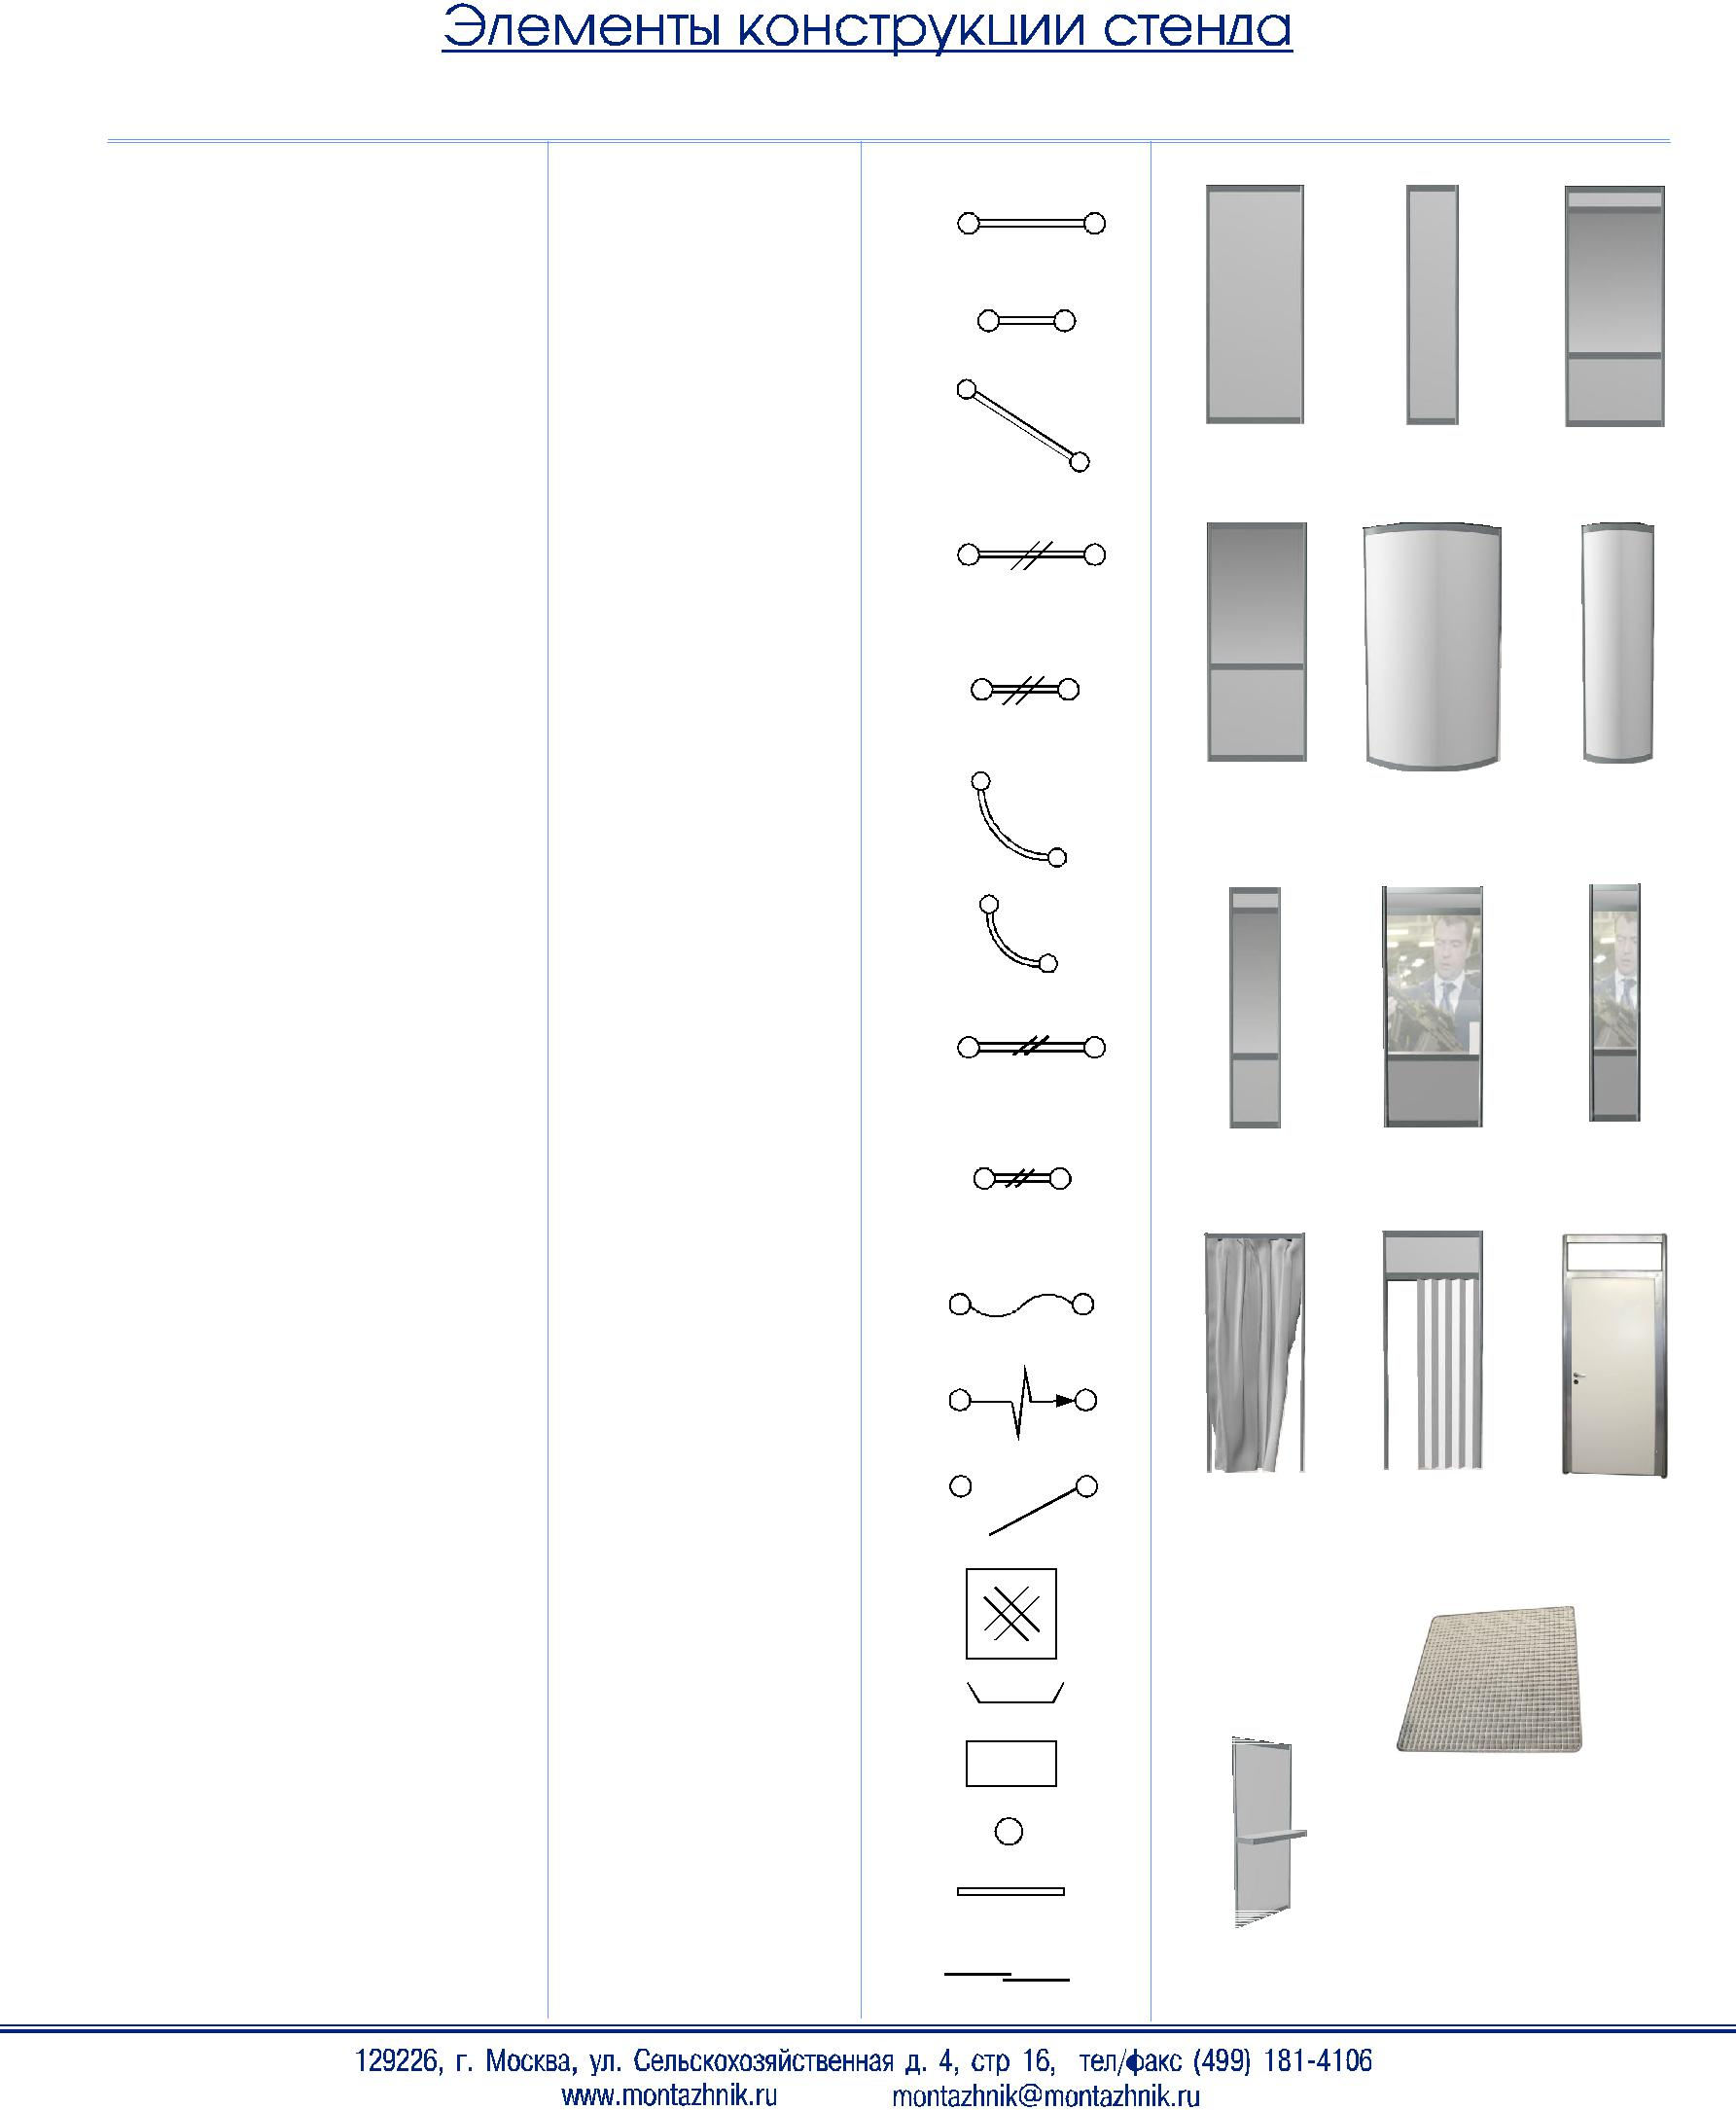 Элементы конструкции стенда
129226, г. Москва, ул. Сельскохозяйственная д. 4, стр 16, тел/факс (499) 181-4106
www.montazhnik.ru montazhnik@montazhnik.ru